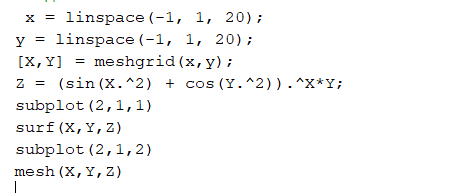 x = linspace(-1, 1, 20);
y = linspace(-1, 1, 20);
[X,Y] = meshgrid(x,y);
Z = (sin(X.^2) + cos(Y.^2)).^X*Y;
subplot(2,1,1)
surf(X,Y,Z)
subplot(2,1,2)
mesh(X,Y,Z)